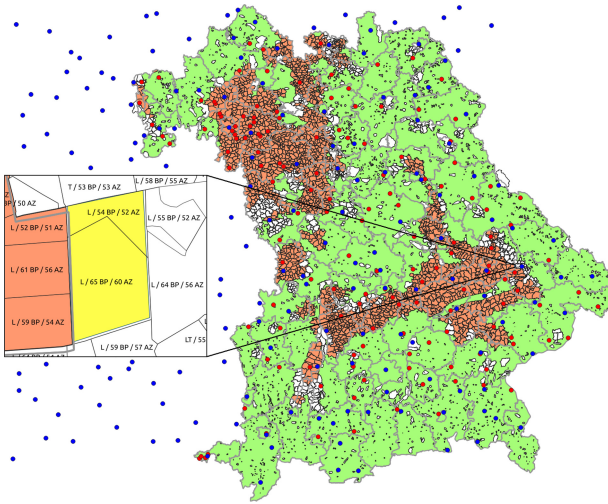 L / 58 BP / 55 AZ
T / 53 BP / 53 AZ
BP / 50 AZ
L / 54 BP / 52 AZ
L / 55 BP / 52 AZ
L / 52 BP / 51 AZ
L / 61 BP / 56 AZ
L / 65 BP / 60 AZ
L / 64 BP / 56 AZ
L / 59 BP / 54 AZ
L / 59 BP / 57 AZ
LT / 55